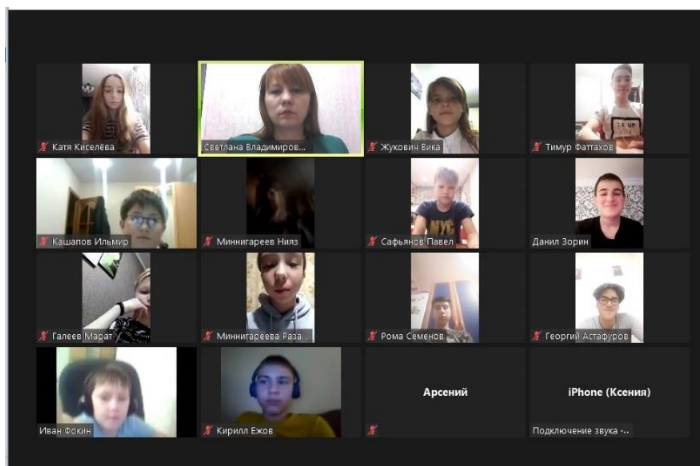 Катя Киселёва
Светлана Владимиров...
Жукович Вика
Тимур Фаттахов
Кашапов Ильмир
Миннигареев Нияз
Сафьянов Павел
Данил Зорин
Галеев Марат
Миннигареева Раза...
Рома Семенов
Георгий Астафуров
Иван Фокин
Кирилл Ежов
Арсений
iPhone (Ксения)
Подключение звука -..